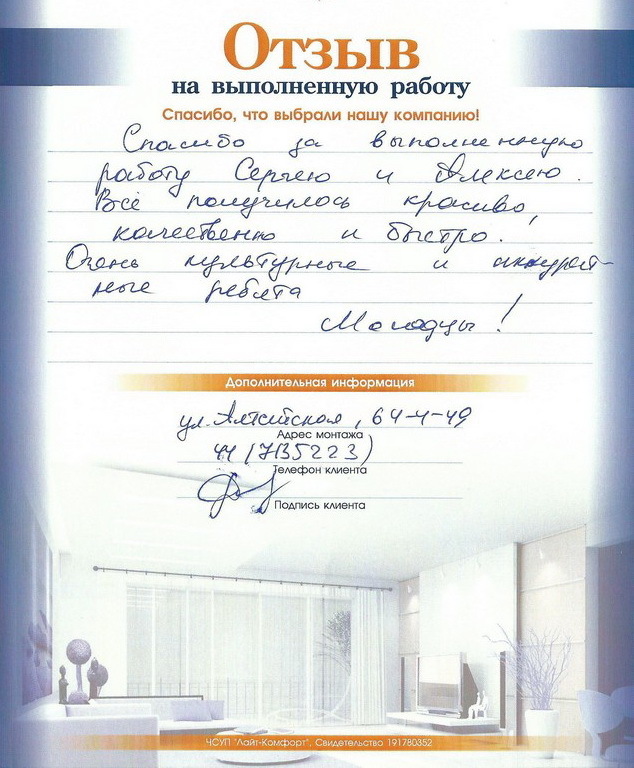 Отзыв
на выполненную работу
Спасибо, что выбрали нашу компанию!
Спасибо за выполненную
работу Сергею и Алексею.
Всё получилось красиво,
качественно и быстро.
Очень культурные и аккурат-
ные ребята
Молодцы!
Дополнительная информация
ул. Алтайская, 64-4-49
Адрес монтажа
44 (7135223)
Телефон клиента
Подпись клиента
ЧСУП "Лайт-Комфорт". Свидетельство 191780352